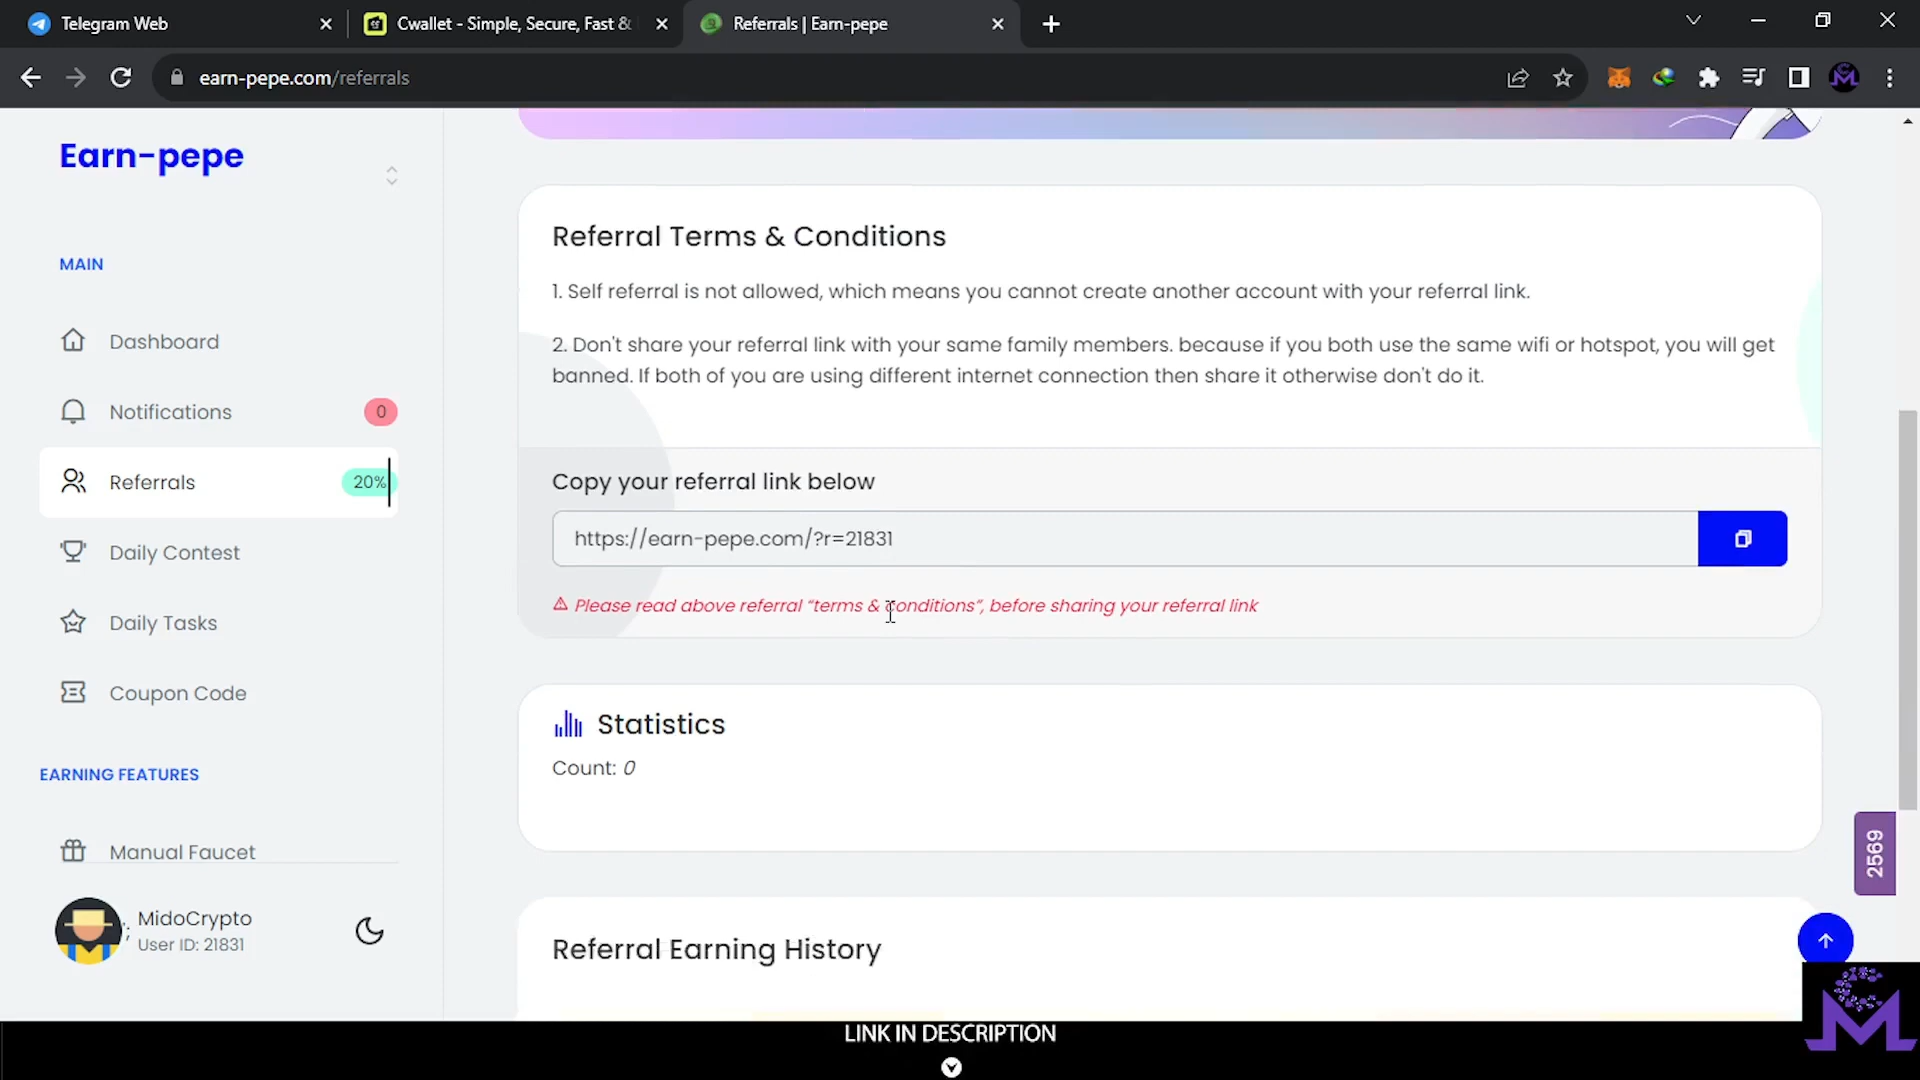 Telegram Web
Cwallet - Simple, Secure, Fast &
Referrals | Earn-pepe
earn-pepe.com/referrals
Earn-pepe
MAIN
Dashboard
Notifications
0
Referrals
20%
Daily Contest
Daily Tasks
Coupon Code
EARNING FEATURES
Manual Faucet
MidoCrypto
User ID: 21831
Referral Terms & Conditions
1. Self referral is not allowed, which means you cannot create another account with your referral link.
2. Don't share your referral link with your same family members. because if you both use the same wifi or hotspot, you will get
banned. If both of you are using different internet connection then share it otherwise don't do it.
Copy your referral link below
https://earn-pepe.com/?r=21831
Please read above referral “terms & conditions”, before sharing your referral link
Statistics
Count: 0
Referral Earning History
2569
LINK IN DESCRIPTION